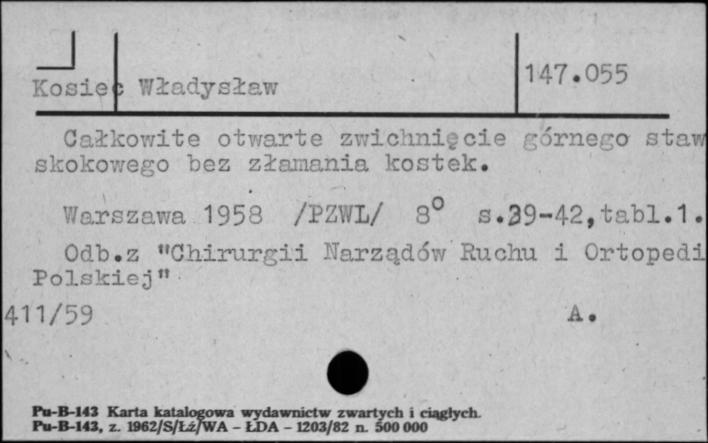 Kosiec Władysław
147.055
Całkowite otwarte zwichnięcie górnego staw
skokowego bez złamania kostek.
Warszawa 1958 /PZWL/ 8° s.39-42,tabl.1.
Odb.z "Chirurgii Narządów Ruchu i Ortopedi
Polskiej"
411/59 A.
Pu-B-143 Karta katalogowa wydawnictw zwartych i ciągłych.
Pu-B-143, z. 1962/S/Łź/WA - ŁDA - 1203/82 n. 500 000